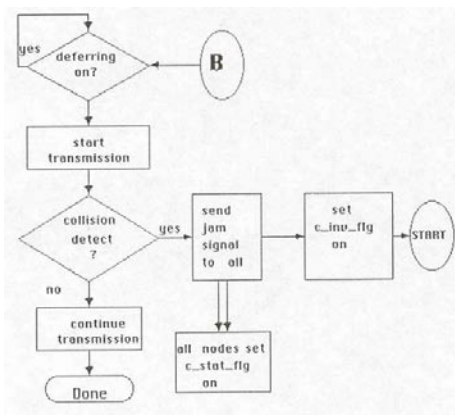 yes
deferring
on?
B
start
transmission
collision
detect
?
yes
send
jam
signal
to all
set
c_inv_flg
on
START
no
continue
transmission
all nodes set
c_stat_flg
on
Done